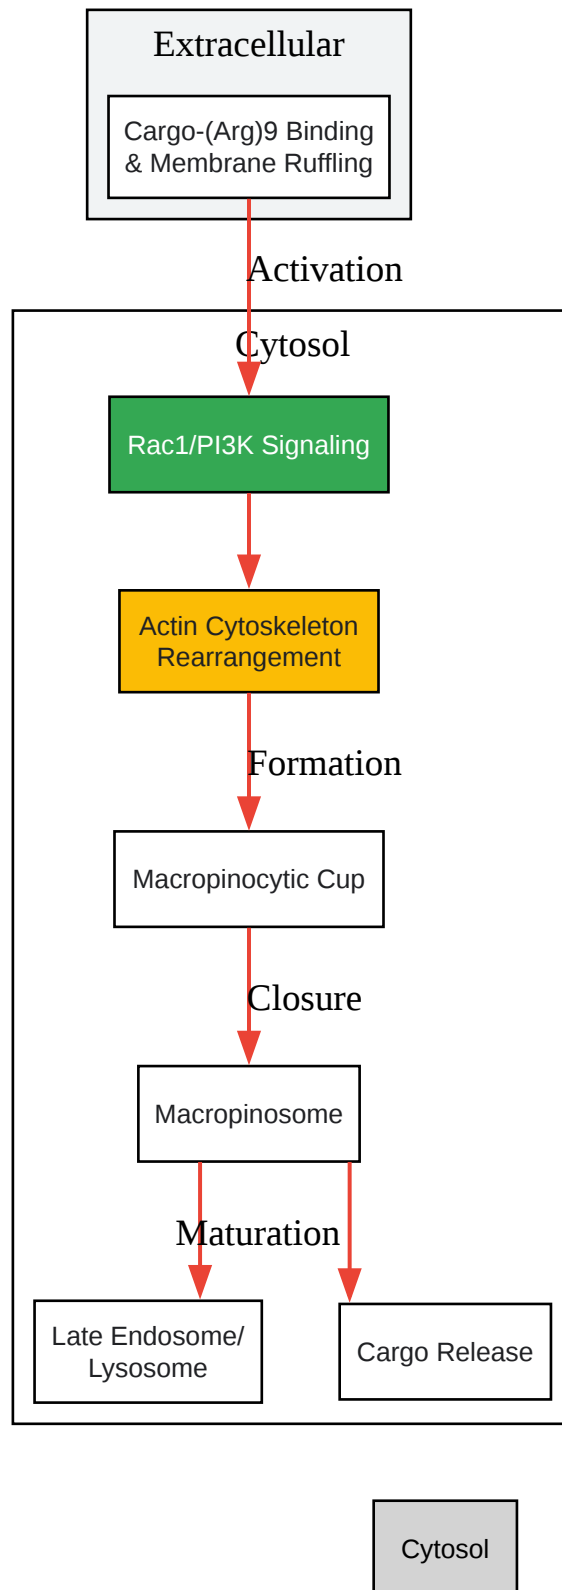 Extracellular
Cargo-(Arg)9 Binding
& Membrane Ruffling
Activation
Cytosol
Rac1/PI3K Signaling
Actin Cytoskeleton
Rearrangement
Formation
Macropinocytic Cup
Closure
Macropinosome
Maturation
Late Endosome/
Lysosome
Cargo Release
Cytosol